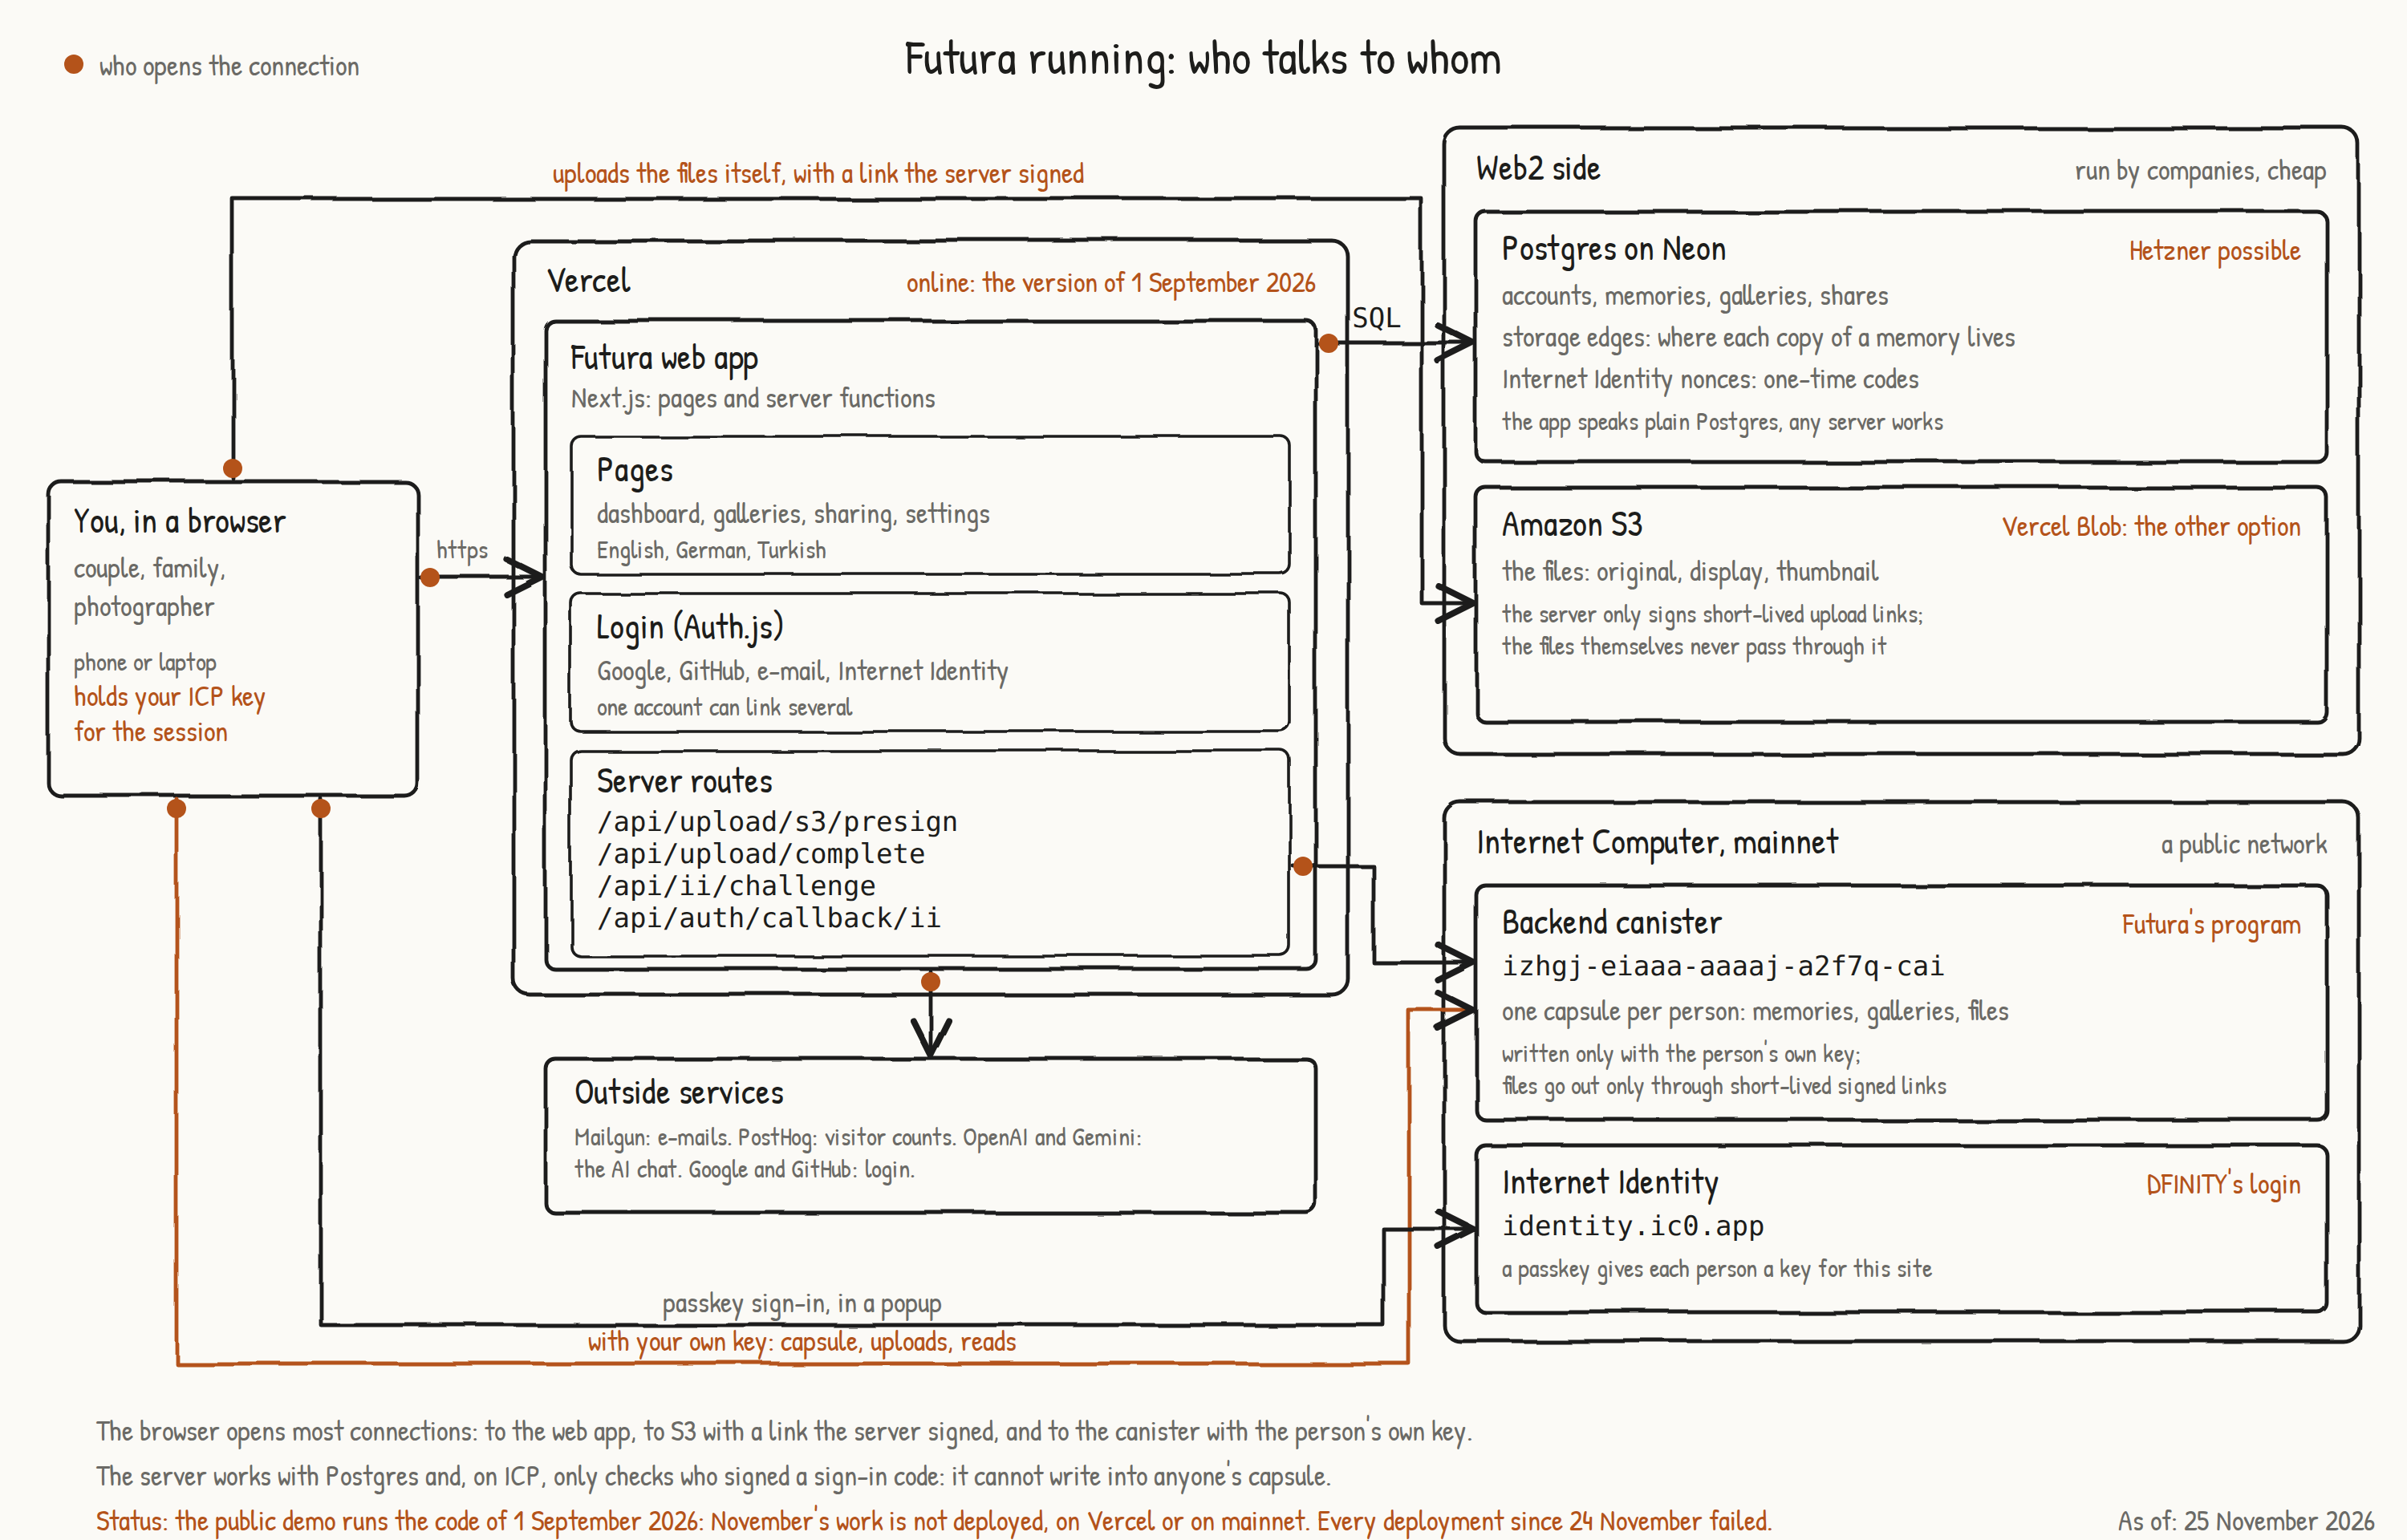 who opens the connection
Futura running: who talks to whom
uploads the files itself, with a link the server signed
You, in a browser
couple, family,
photographer
phone or laptop
holds your ICP key
for the session
https
Vercel
online: the version of 1 September 2026
Futura web app
Next.js: pages and server functions
Pages
dashboard, galleries, sharing, settings
English, German, Turkish
Login (Auth.js)
Google, GitHub, e-mail, Internet Identity
one account can link several
Server routes
/api/upload/s3/presign
/api/upload/complete
/api/ii/challenge
/api/auth/callback/ii
Outside services
Mailgun: e-mails. PostHog: visitor counts. OpenAI and Gemini:
the AI chat. Google and GitHub: login.
SQL
Web2 side
run by companies, cheap
Postgres on Neon
Hetzner possible
accounts, memories, galleries, shares
storage edges: where each copy of a memory lives
Internet Identity nonces: one-time codes
the app speaks plain Postgres, any server works
Amazon S3
Vercel Blob: the other option
the files: original, display, thumbnail
the server only signs short-lived upload links;
the files themselves never pass through it
Internet Computer, mainnet
a public network
Backend canister
Futura's program
izhgj-eiaaa-aaaaj-a2f7q-cai
one capsule per person: memories, galleries, files
written only with the person's own key;
files go out only through short-lived signed links
Internet Identity
DFINITY's login
identity.ic0.app
a passkey gives each person a key for this site
passkey sign-in, in a popup
with your own key: capsule, uploads, reads
The browser opens most connections: to the web app, to S3 with a link the server signed, and to the canister with the person's own key.
The server works with Postgres and, on ICP, only checks who signed a sign-in code: it cannot write into anyone's capsule.
Status: the public demo runs the code of 1 September 2026: November's work is not deployed, on Vercel or on mainnet. Every deployment since 24 November failed.
As of: 25 November 2026